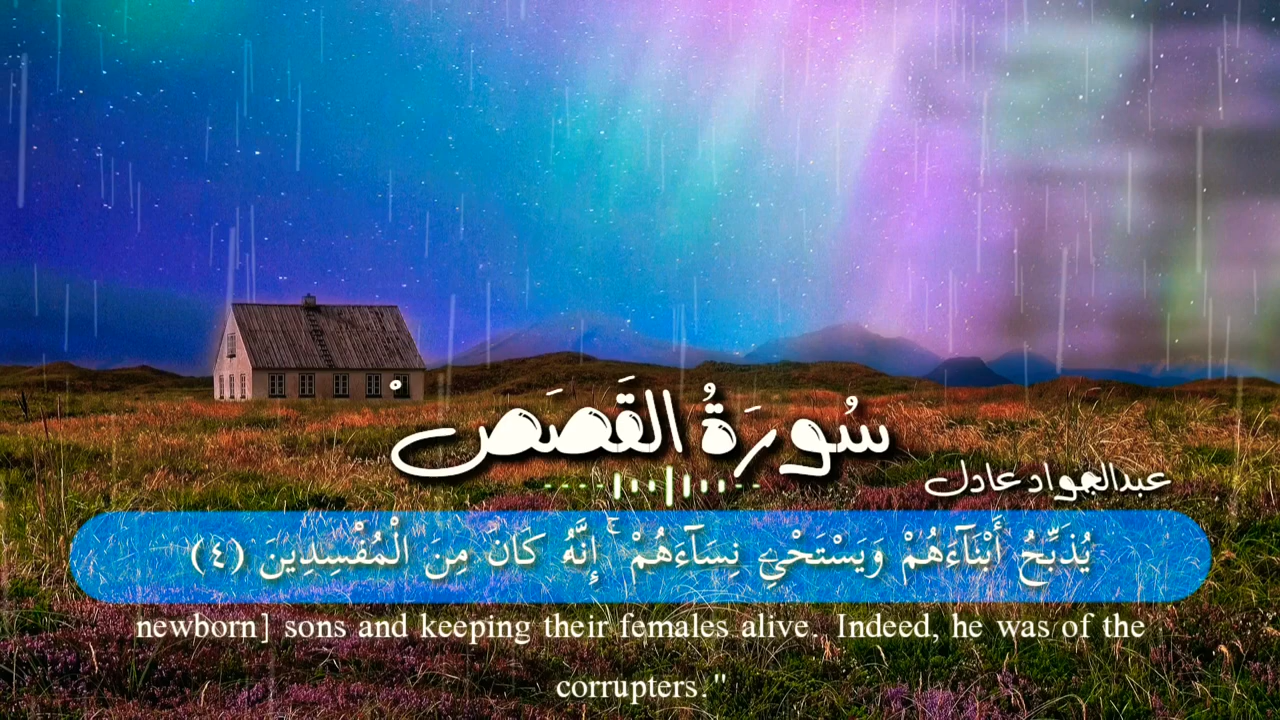 سُورَةُ القَصَص
عبدالجواد عادل
يُذَبِّحُ أَبْنَآءَهُمْ وَيَسْتَحْيِۦ نِسَآءَهُمْ ۚ إِنَّهُۥ كَانَ مِنَ الْمُفْسِدِينَ (٤)
newborn] sons and keeping their females alive. Indeed, he was of the
corrupters."